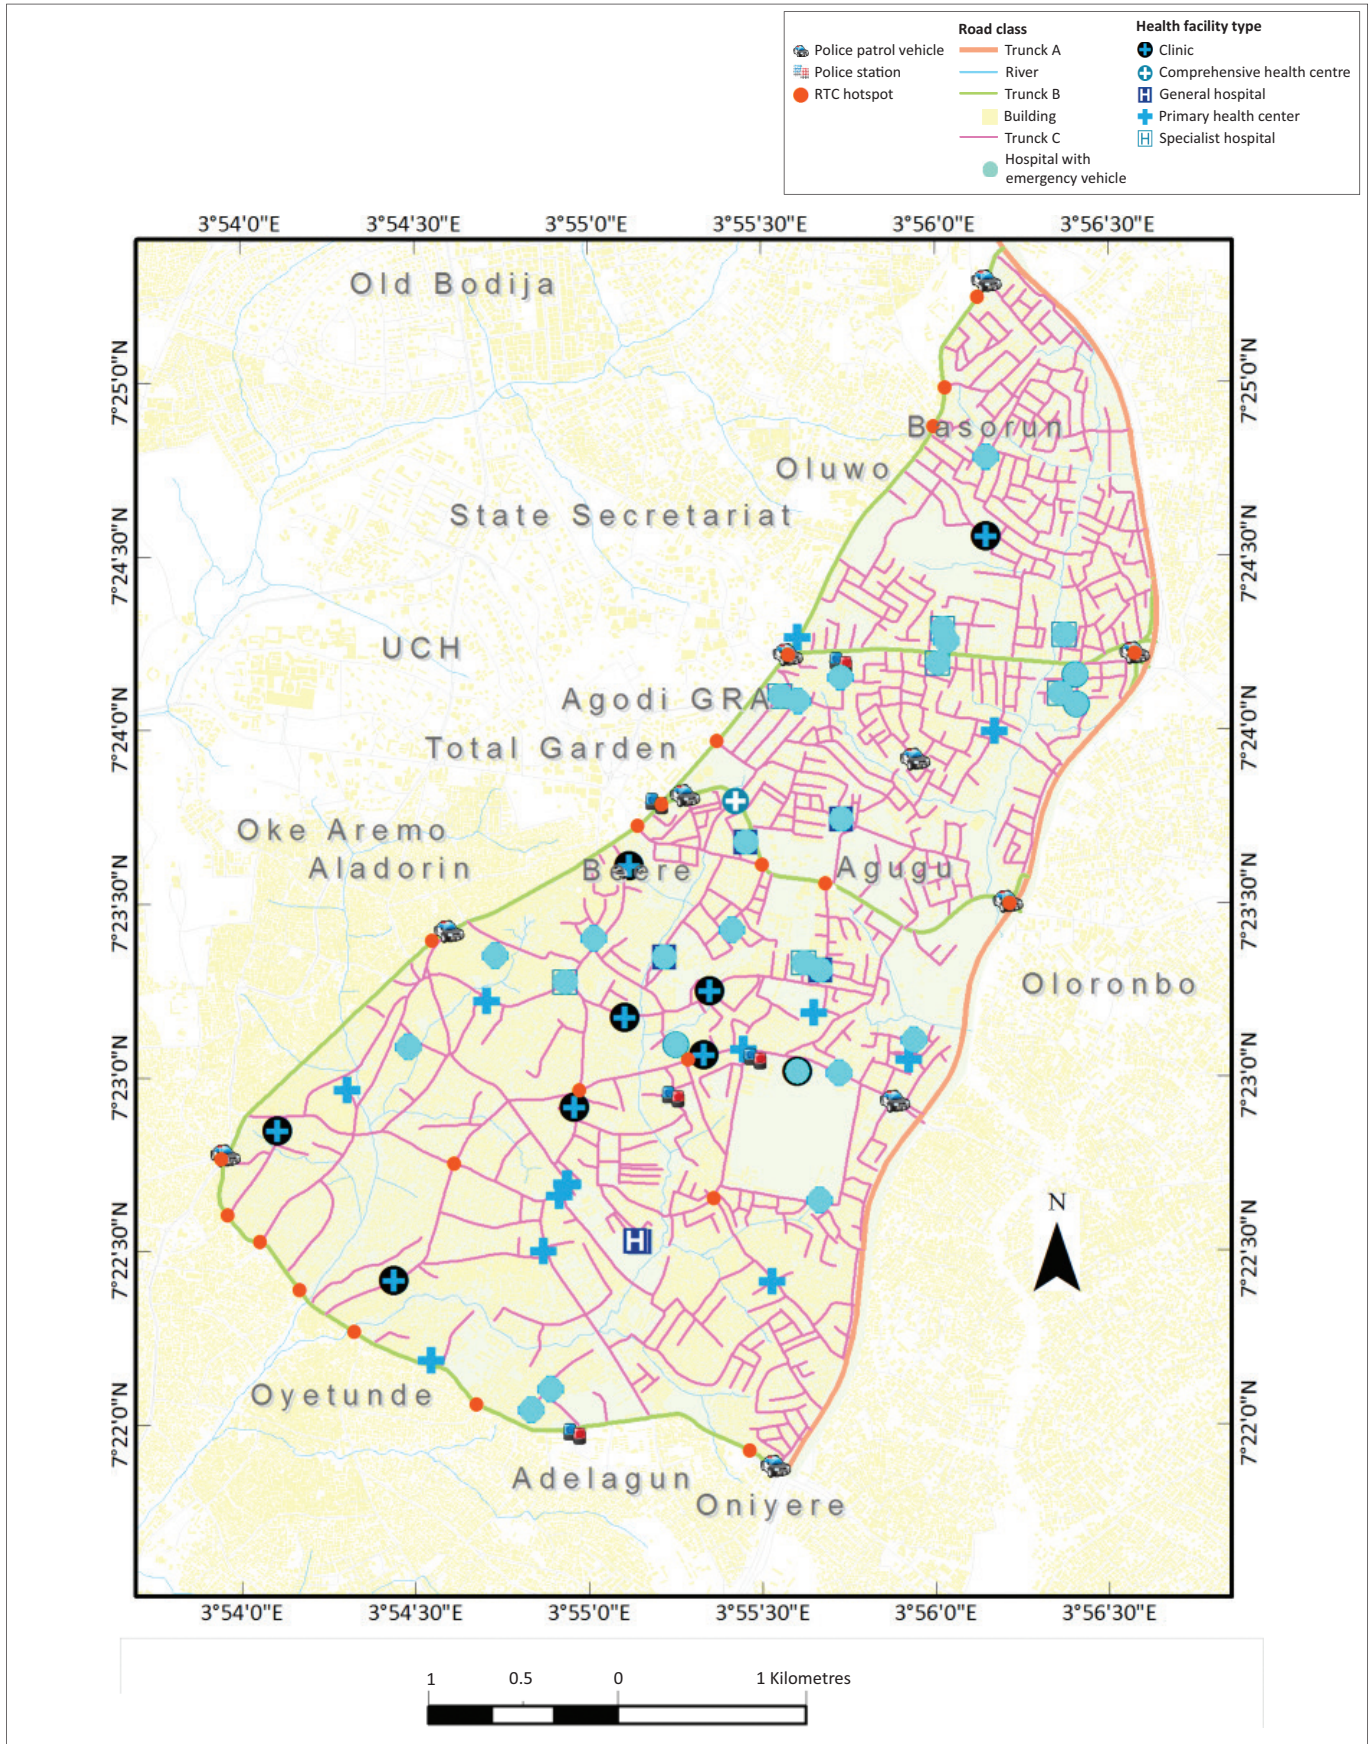 Road class
Health facility type
Police patrol vehicle
Trunck A
Clinic
Police station
River
Comprehensive health centre
RTC hotspot
Trunck B
General hospital
Building
Primary health center
Trunck C
Specialist hospital
Hospital with
emergency vehicle
3°54'0"E 3°54'30"E 3°55'0"E 3°55'30"E 3°56'0"E 3°56'30"E
Old Bodija
7°25'0"N
7°25'0"N
Basorun
Oluwo
State Secretariat
7°24'30"N
7°24'30"N
UCH
Agodi GRA
7°24'0"N
7°24'0"N
Total Garden
Oke Aremo
Aladorin
Beere
Agugu
7°23'30"N
7°23'30"N
Oloronbo
7°23'0"N
7°23'0"N
N
7°22'30"N
7°22'30"N
Oyetunde
7°22'0"N
7°22'0"N
Adelagun
Oniyere
3°54'0"E 3°54'30"E 3°55'0"E 3°55'30"E 3°56'0"E 3°56'30"E
1 0.5 0 1 Kilometres